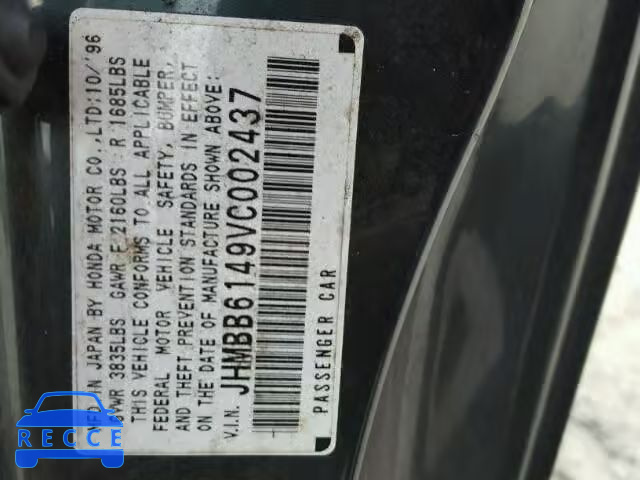 MFD IN JAPAN BY HONDA MOTOR CO.,LTD:10/'96
GVWR 3835LBS GAWR F 2160LBS R 1685LBS
THIS VEHICLE CONFORMS TO ALL APPLICABLE
FEDERAL MOTOR VEHICLE SAFETY, BUMPER,
AND THEFT PREVENTION STANDARDS IN EFFECT
ON THE DATE OF MANUFACTURE SHOWN ABOVE:
V.I.N. JHMBB6149VC002437
PASSENGER CAR
RECCE